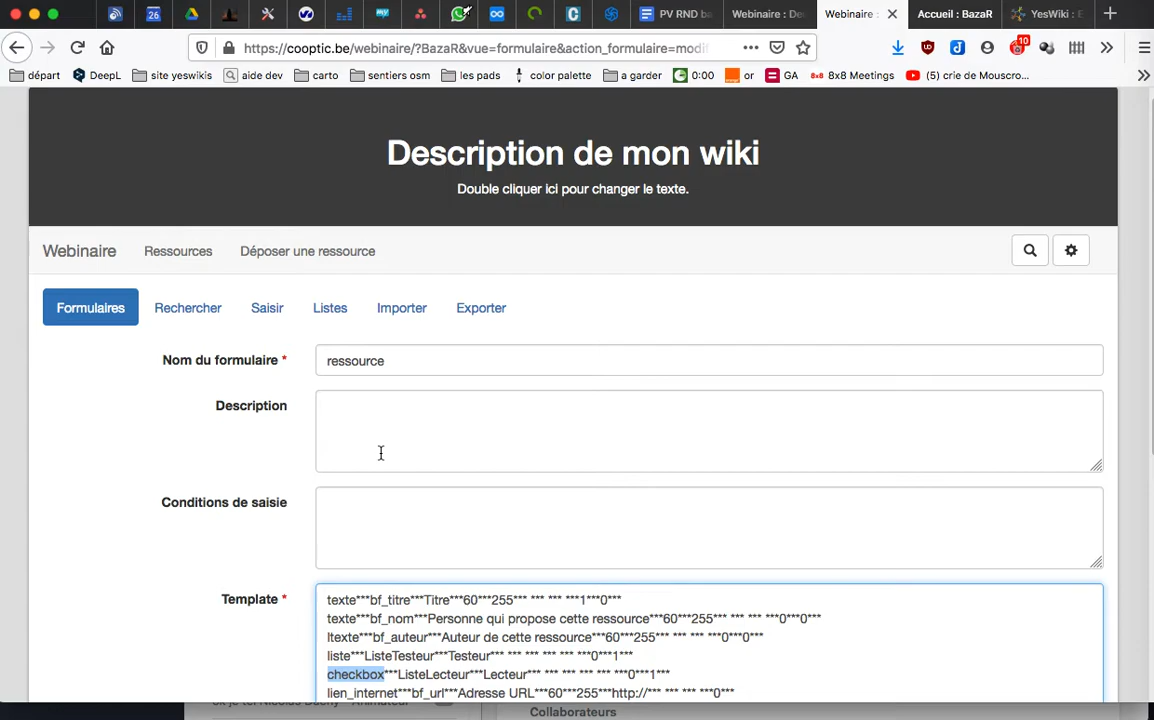 26
PV RND ba
Webinaire : De
Webinaire :
Accueil : BazaR
YesWiki : E
https://cooptic.be/webinaire/?BazaR&vue=formulaire&action_formulaire=modi
10
départ
DeepL
site yeswikis
aide dev
carto
sentiers osm
les pads
color palette
a garder
0:00
or
GA
8x8 Meetings
(5) crie de Mouscro...
Description de mon wiki
Double cliquer ici pour changer le texte.
Webinaire
Ressources
Déposer une ressource
Formulaires
Rechercher
Saisir
Listes
Importer
Exporter
Nom du formulaire *
ressource
Description
Conditions de saisie
Template *
texte***bf_titre***Titre***60***255*** *** *** ***1***0***
texte***bf_nom***Personne qui propose cette ressource***60***255*** *** *** ***0***0***
ltexte***bf_auteur***Auteur de cette ressource***60***255*** *** *** ***0***0***
liste***ListeTesteur***Testeur*** *** *** *** ***0***1***
checkbox***ListeLecteur***Lecteur*** *** *** *** ***0***1***
lien_internet***bf_url***Adresse URL***60***255***http://*** *** *** ***0***
Collaborateurs